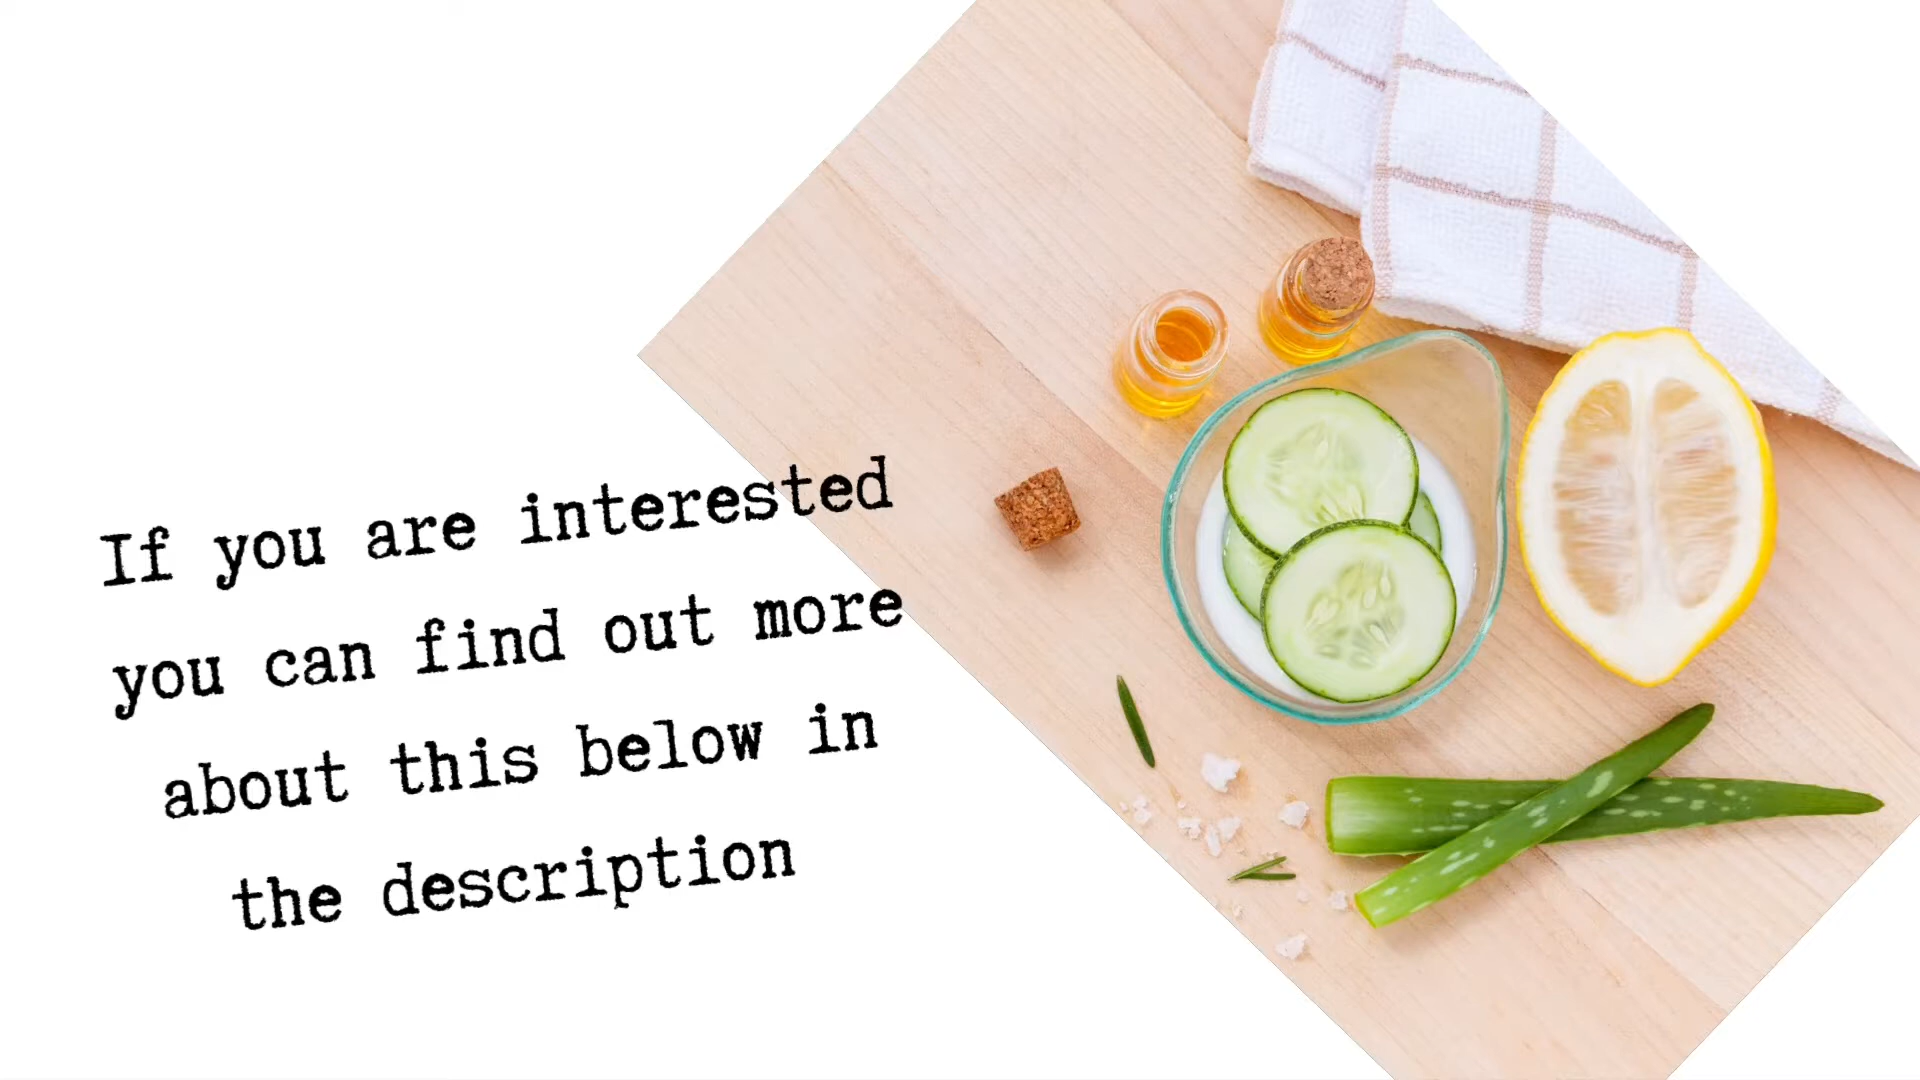 If you are interested
you can find out more
about this below in
the description